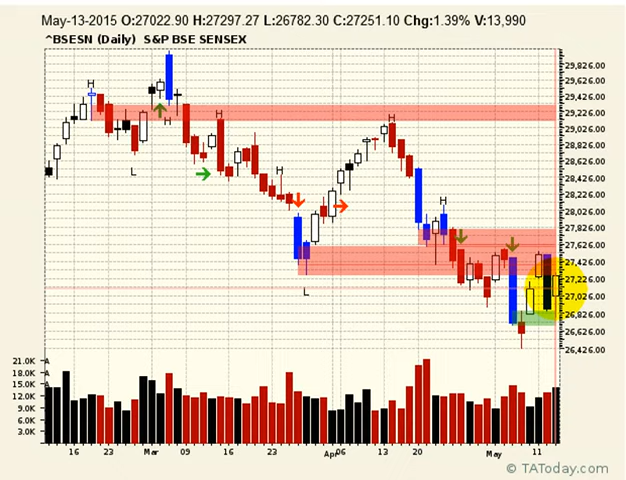 May-13-2015 O:27022.90 H:27297.27 L:26782.30 C:27251.10 Chg:1.39% V:13,990
^BSESN (Daily) S&P BSE SENSEX
29,826.00
29,626.00
29,426.00
29,226.00
29,026.00
28,826.00
28,626.00
28,426.00
28,226.00
28,026.00
27,826.00
27,626.00
27,426.00
27,226.00
27,026.00
26,826.00
26,626.00
26,426.00
H
H
H
H
H
H
L
L
21.0K A
18.0K A
15.0K A
12.0K
9.0K
6.0K
3.0K
16 23 Mar 09 16 23 Apr06 13 20 May 11
© TAToday.com